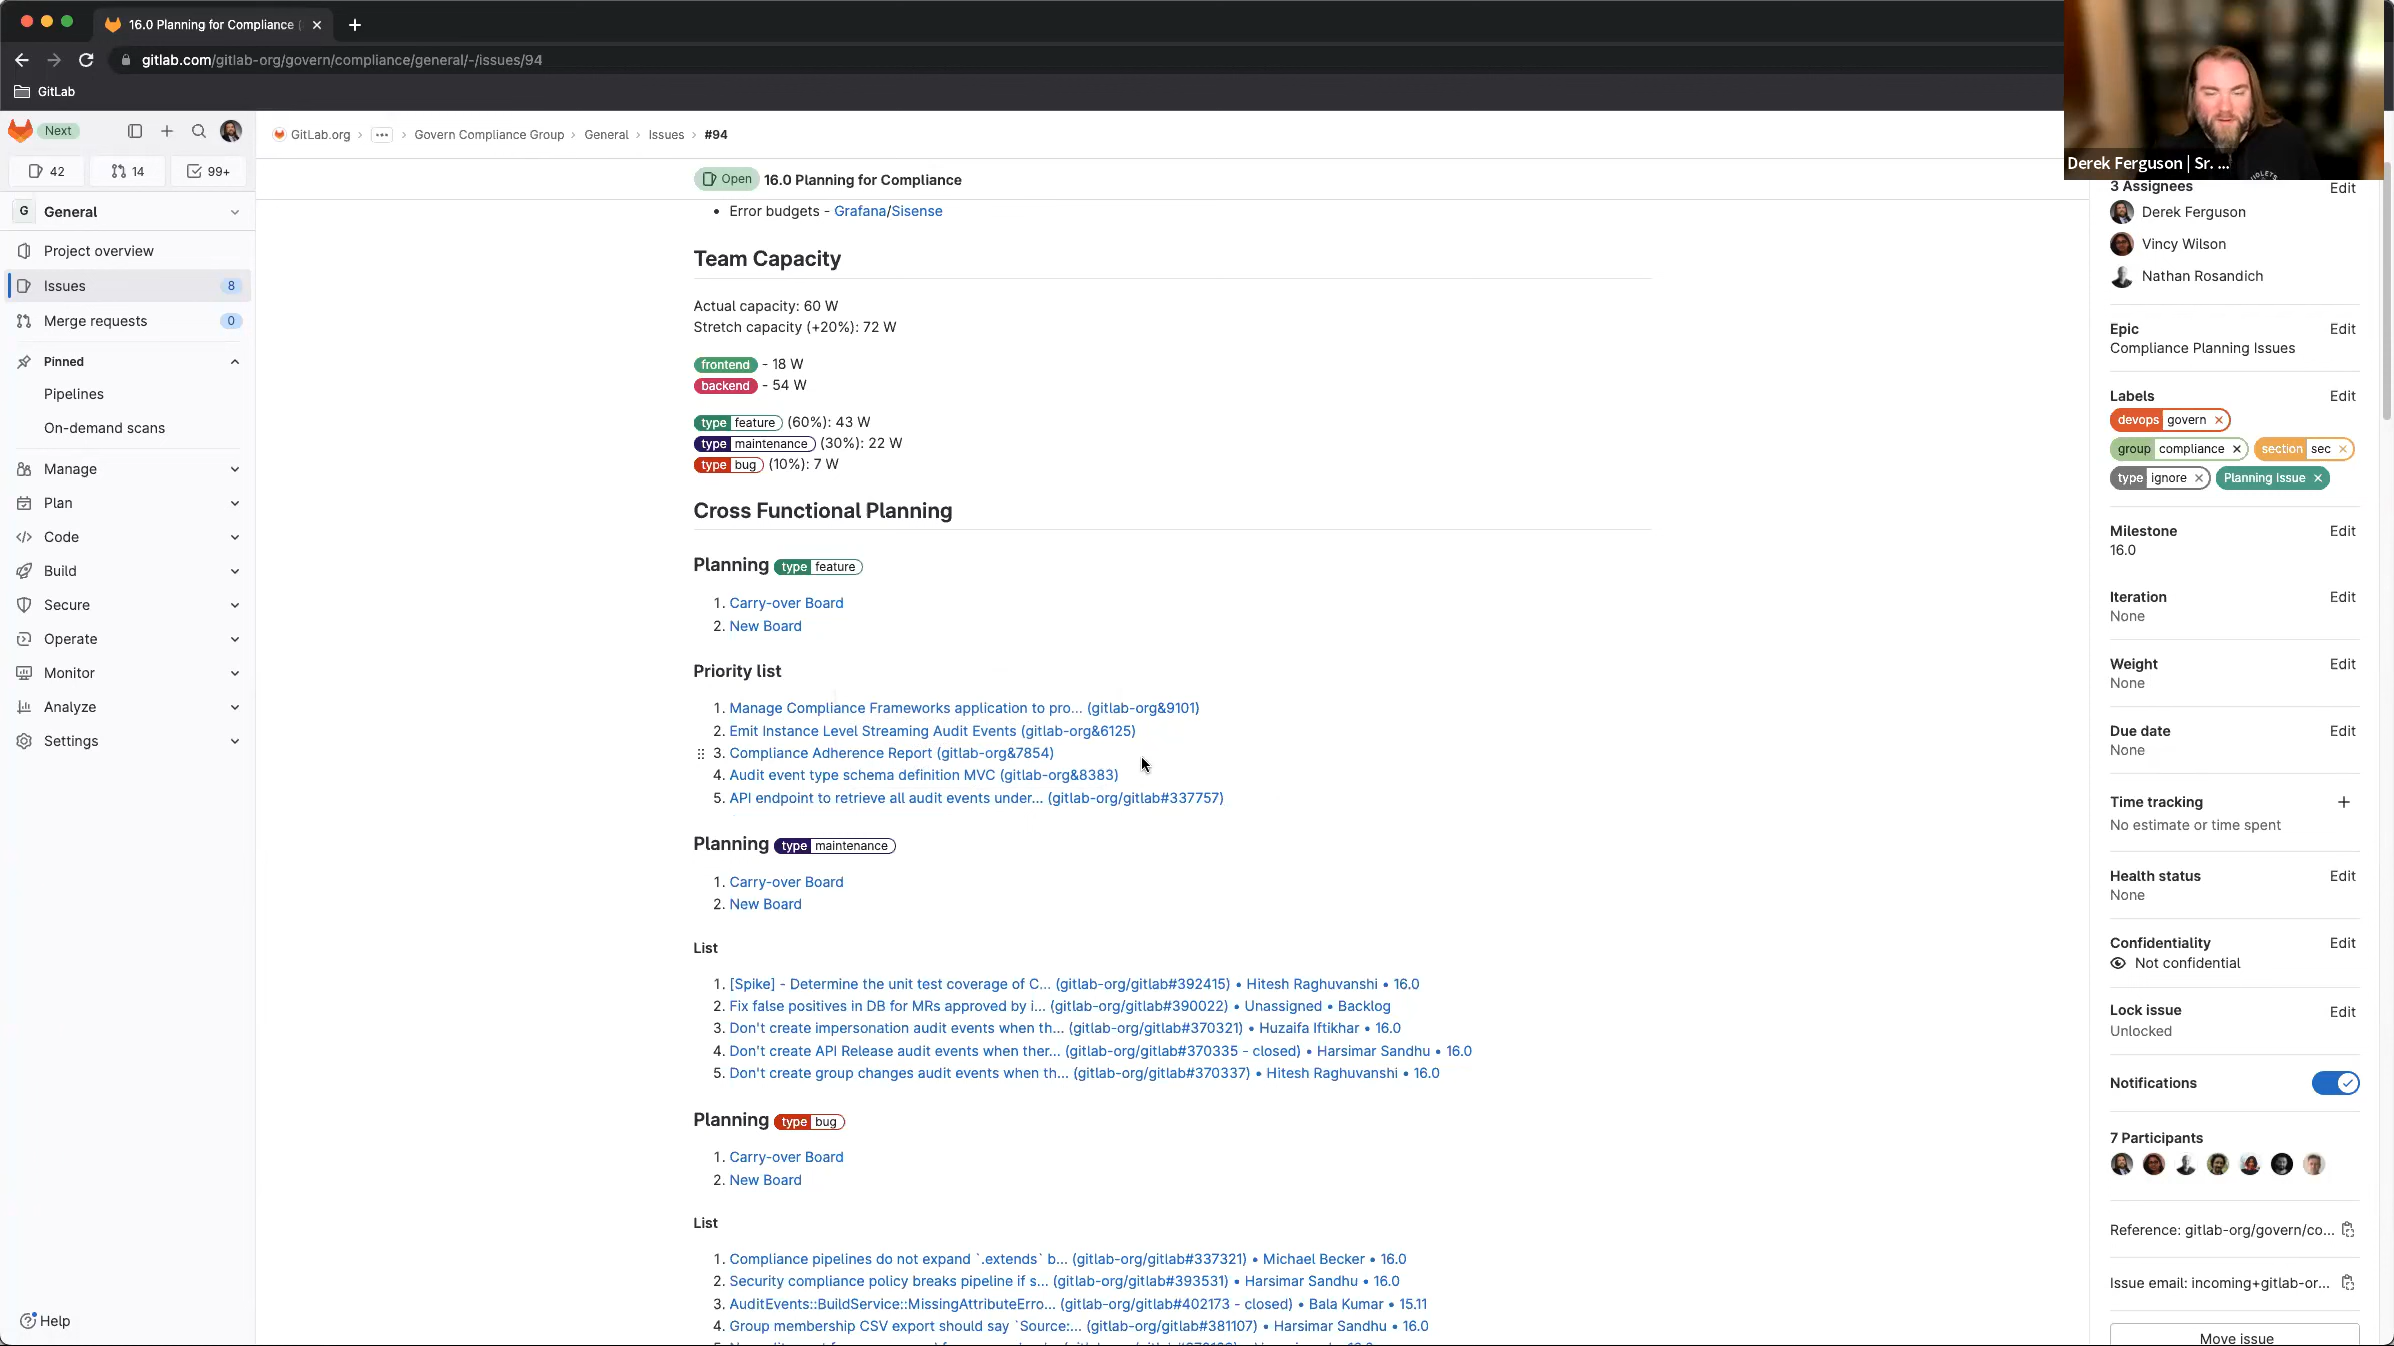 16.0 Planning for Compliance (
gitlab.com/gitlab-org/govern/compliance/general/-/issues/94
GitLab
Derek Ferguson | Sr. ...
Next
42
14
99+
G General
Project overview
Issues 8
Merge requests 0
Pinned
Pipelines
On-demand scans
Manage
Plan
Code
Build
Secure
Operate
Monitor
Analyze
Settings
Help
GitLab.org › ... › Govern Compliance Group › General › Issues › #94
Open 16.0 Planning for Compliance
• Error budgets - Grafana/Sisense
Team Capacity
Actual capacity: 60 W
Stretch capacity (+20%): 72 W
frontend - 18 W
backend - 54 W
type feature (60%): 43 W
type maintenance (30%): 22 W
type bug (10%): 7 W
Cross Functional Planning
Planning type feature
1. Carry-over Board
2. New Board
Priority list
1. Manage Compliance Frameworks application to pro... (gitlab-org&9101)
2. Emit Instance Level Streaming Audit Events (gitlab-org&6125)
3. Compliance Adherence Report (gitlab-org&7854)
4. Audit event type schema definition MVC (gitlab-org&8383)
5. API endpoint to retrieve all audit events under... (gitlab-org/gitlab#337757)
Planning type maintenance
1. Carry-over Board
2. New Board
List
1. [Spike] - Determine the unit test coverage of C... (gitlab-org/gitlab#392415) • Hitesh Raghuvanshi • 16.0
2. Fix false positives in DB for MRs approved by i... (gitlab-org/gitlab#390022) • Unassigned • Backlog
3. Don't create impersonation audit events when th... (gitlab-org/gitlab#370321) • Huzaifa Iftikhar • 16.0
4. Don't create API Release audit events when ther... (gitlab-org/gitlab#370335 - closed) • Harsimar Sandhu • 16.0
5. Don't create group changes audit events when th... (gitlab-org/gitlab#370337) • Hitesh Raghuvanshi • 16.0
Planning type bug
1. Carry-over Board
2. New Board
List
1. Compliance pipelines do not expand `.extends` b... (gitlab-org/gitlab#337321) • Michael Becker • 16.0
2. Security compliance policy breaks pipeline if s... (gitlab-org/gitlab#393531) • Harsimar Sandhu • 16.0
3. AuditEvents::BuildService::MissingAttributeErro... (gitlab-org/gitlab#402173 - closed) • Bala Kumar • 15.11
4. Group membership CSV export should say `Source:... (gitlab-org/gitlab#381107) • Harsimar Sandhu • 16.0
3 Assignees Edit
Derek Ferguson
Vincy Wilson
Nathan Rosandich
Epic Edit
Compliance Planning Issues
Labels Edit
devops govern ×
group compliance × section sec ×
type ignore × Planning Issue ×
Milestone Edit
16.0
Iteration Edit
None
Weight Edit
None
Due date Edit
None
Time tracking +
No estimate or time spent
Health status Edit
None
Confidentiality Edit
Not confidential
Lock issue Edit
Unlocked
Notifications
7 Participants
Reference: gitlab-org/govern/co...
Issue email: incoming+gitlab-or...
Move issue